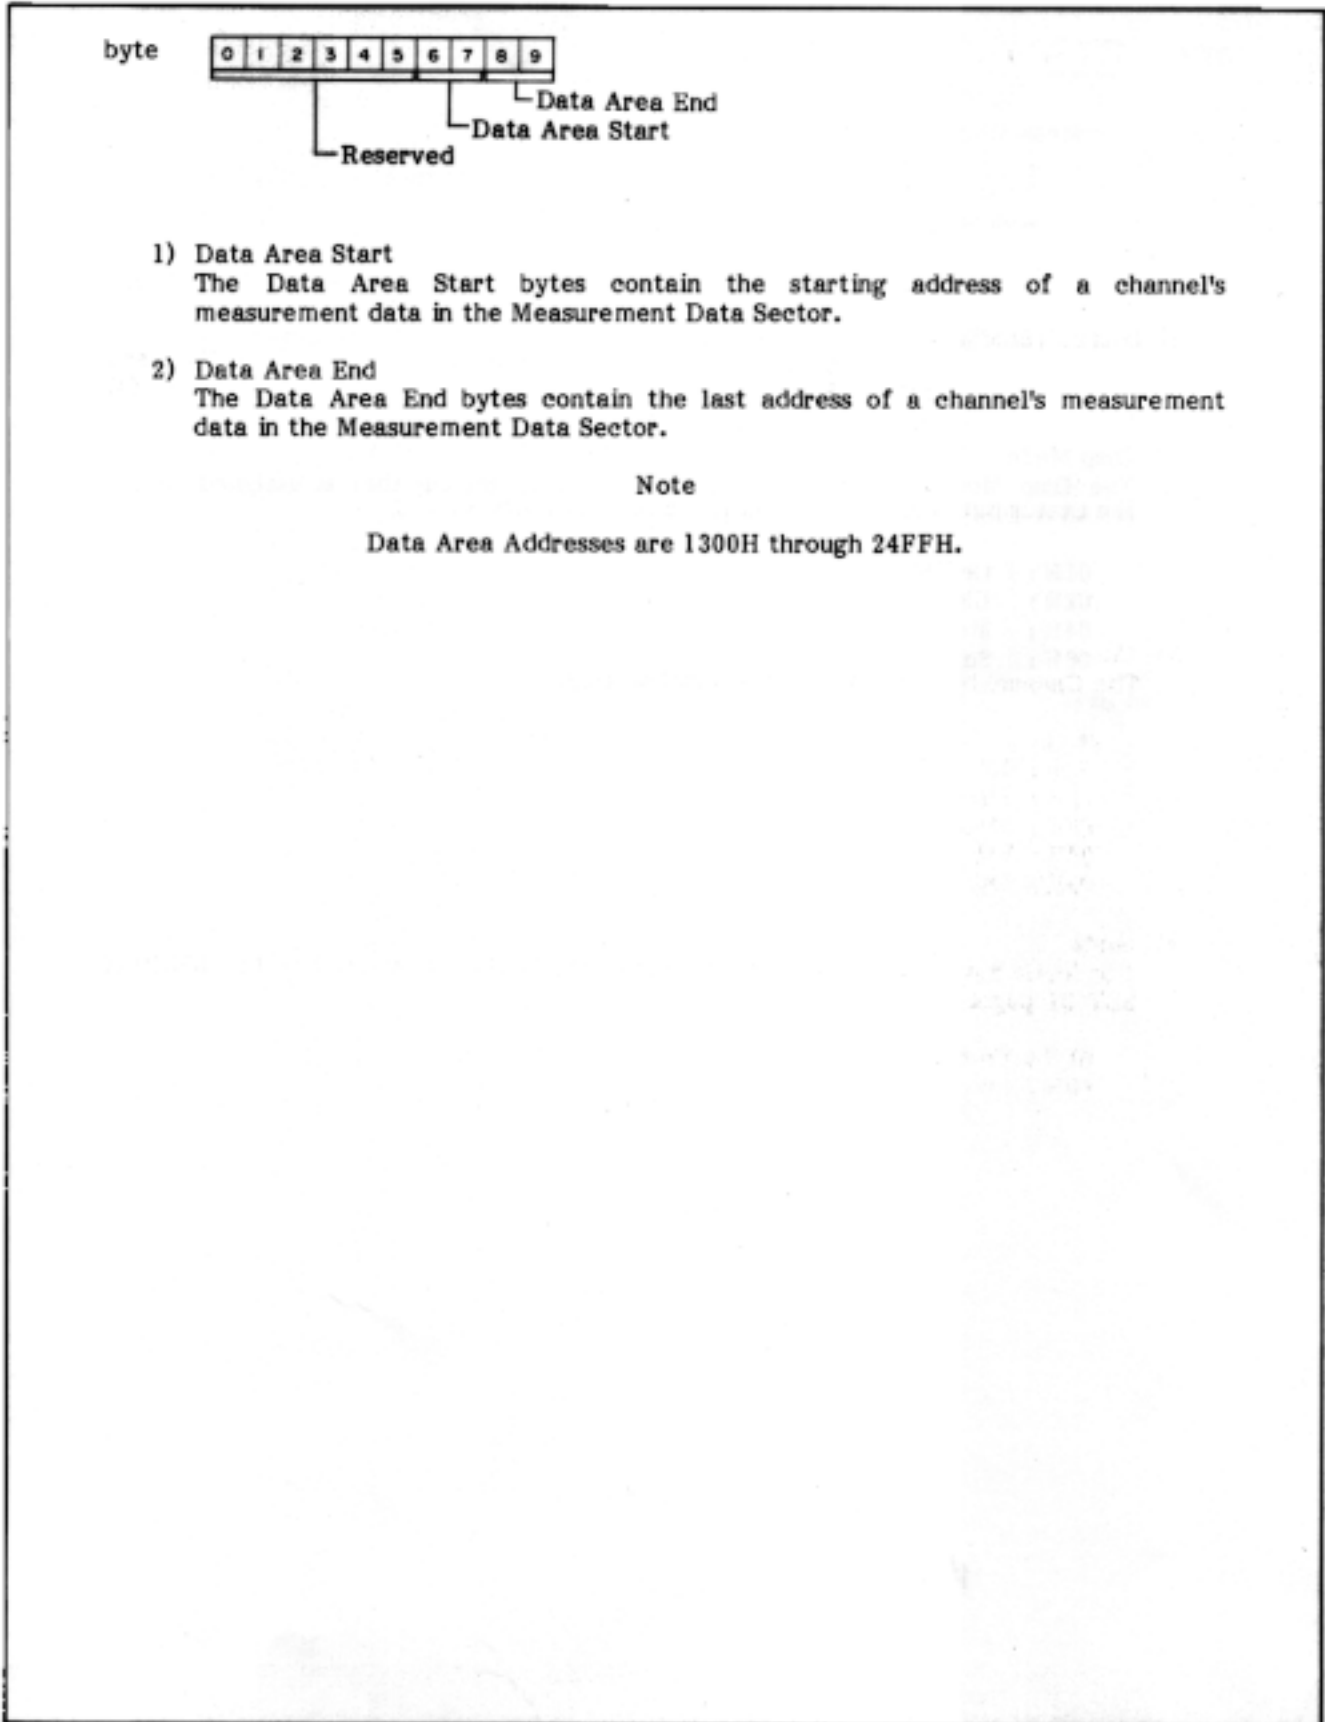 byte 0 1 2 3 4 5 6 7 8 9
Data Area End
Data Area Start
Reserved
1) Data Area Start
The Data Area Start bytes contain the starting address of a channel's
measurement data in the Measurement Data Sector.
2) Data Area End
The Data Area End bytes contain the last address of a channel's measurement
data in the Measurement Data Sector.
Note
Data Area Addresses are 1300H through 24FFH.